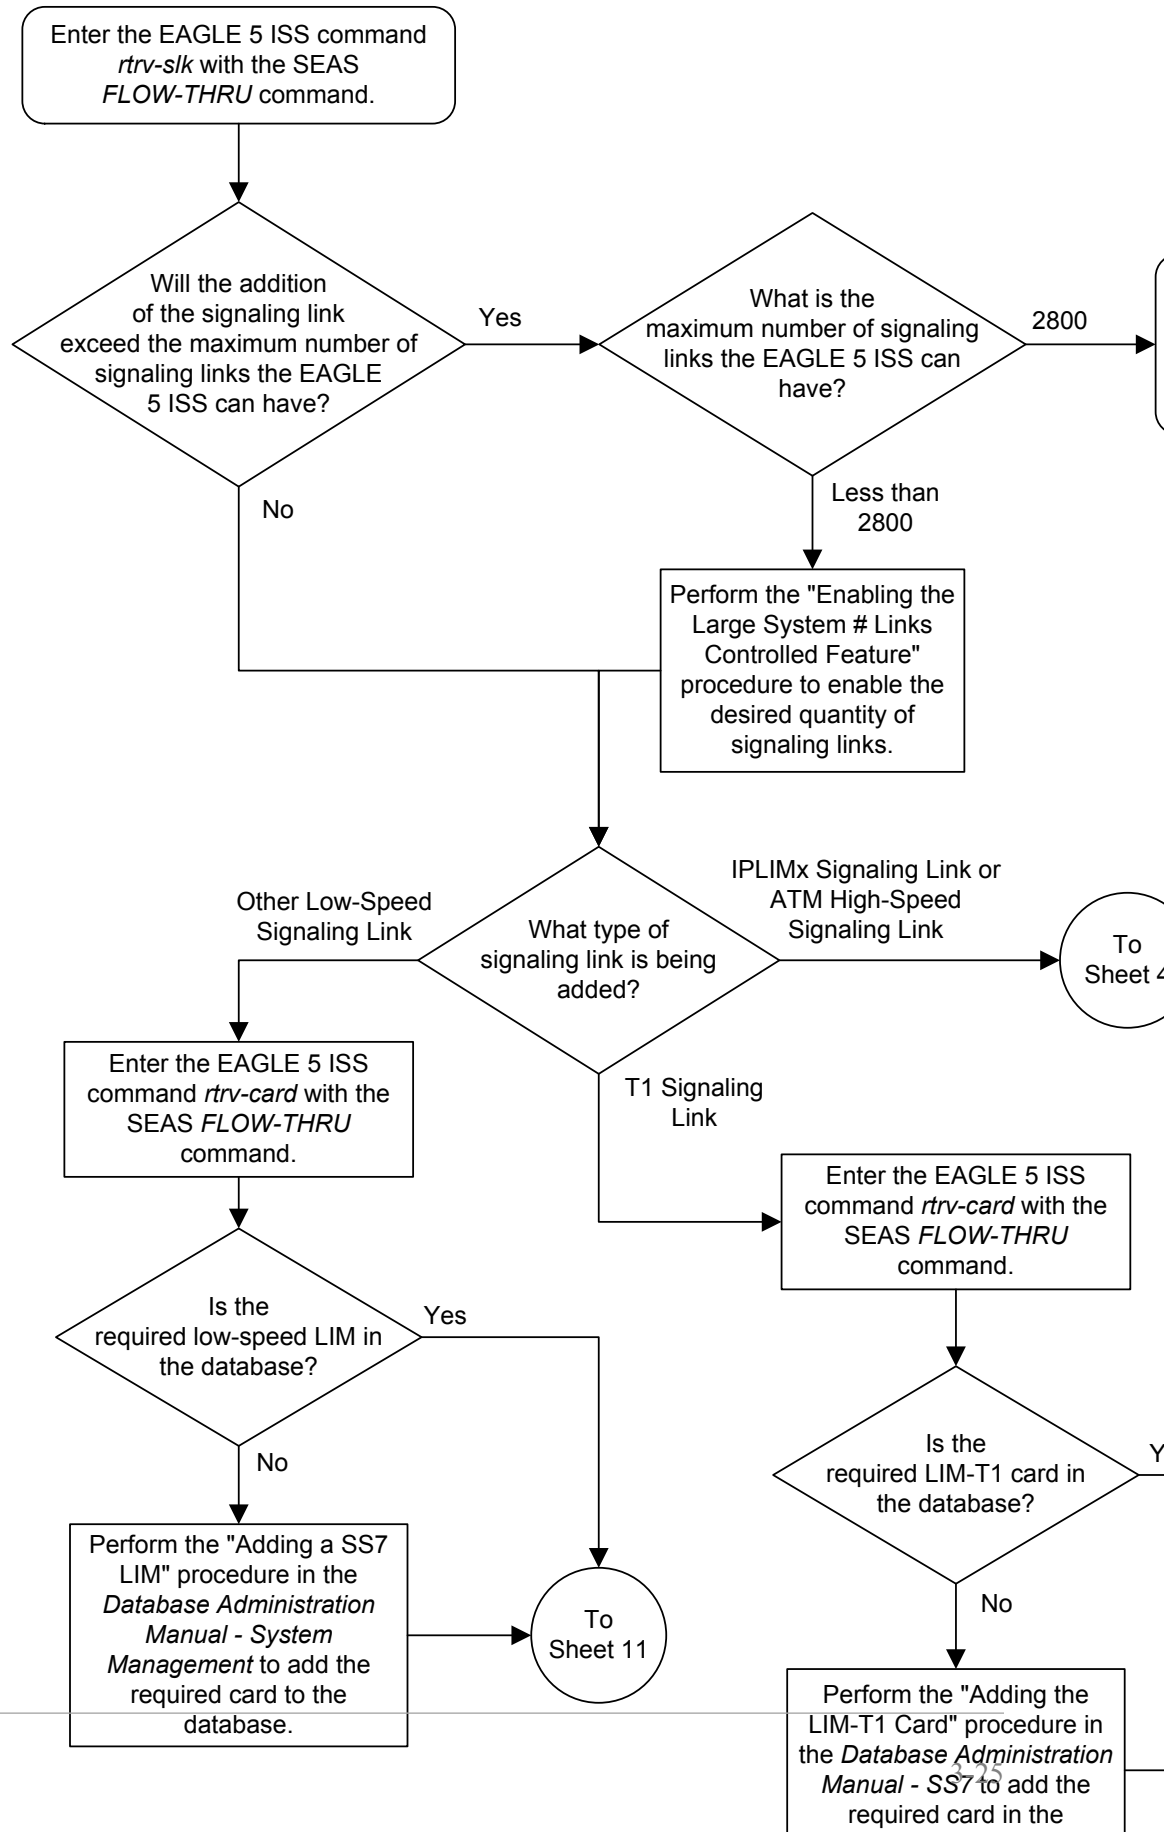 Enter the EAGLE 5 ISS command
rtrv-slk with the SEAS
FLOW-THRU command.
Will the addition
of the signaling link
exceed the maximum number of
signaling links the EAGLE
5 ISS can have?
Yes
What is the
maximum number of signaling
links the EAGLE 5 ISS can
have?
2800
No
Less than
2800
Perform the "Enabling the
Large System # Links
Controlled Feature"
procedure to enable the
desired quantity of
signaling links.
Other Low-Speed
Signaling Link
What type of
signaling link is being
added?
IPLIMx Signaling Link or
ATM High-Speed
Signaling Link
To
Sheet 4
Enter the EAGLE 5 ISS
command rtrv-card with the
SEAS FLOW-THRU
command.
T1 Signaling
Link
Enter the EAGLE 5 ISS
command rtrv-card with the
SEAS FLOW-THRU
command.
Is the
required low-speed LIM in
the database?
Yes
No
Is the
required LIM-T1 card in
the database?
Y
No
Perform the "Adding a SS7
LIM" procedure in the
Database Administration
Manual - System
Management to add the
required card to the
database.
To
Sheet 11
Perform the "Adding the
LIM-T1 Card" procedure in
the Database Administration
Manual - SS7 to add the
required card in the
3-25